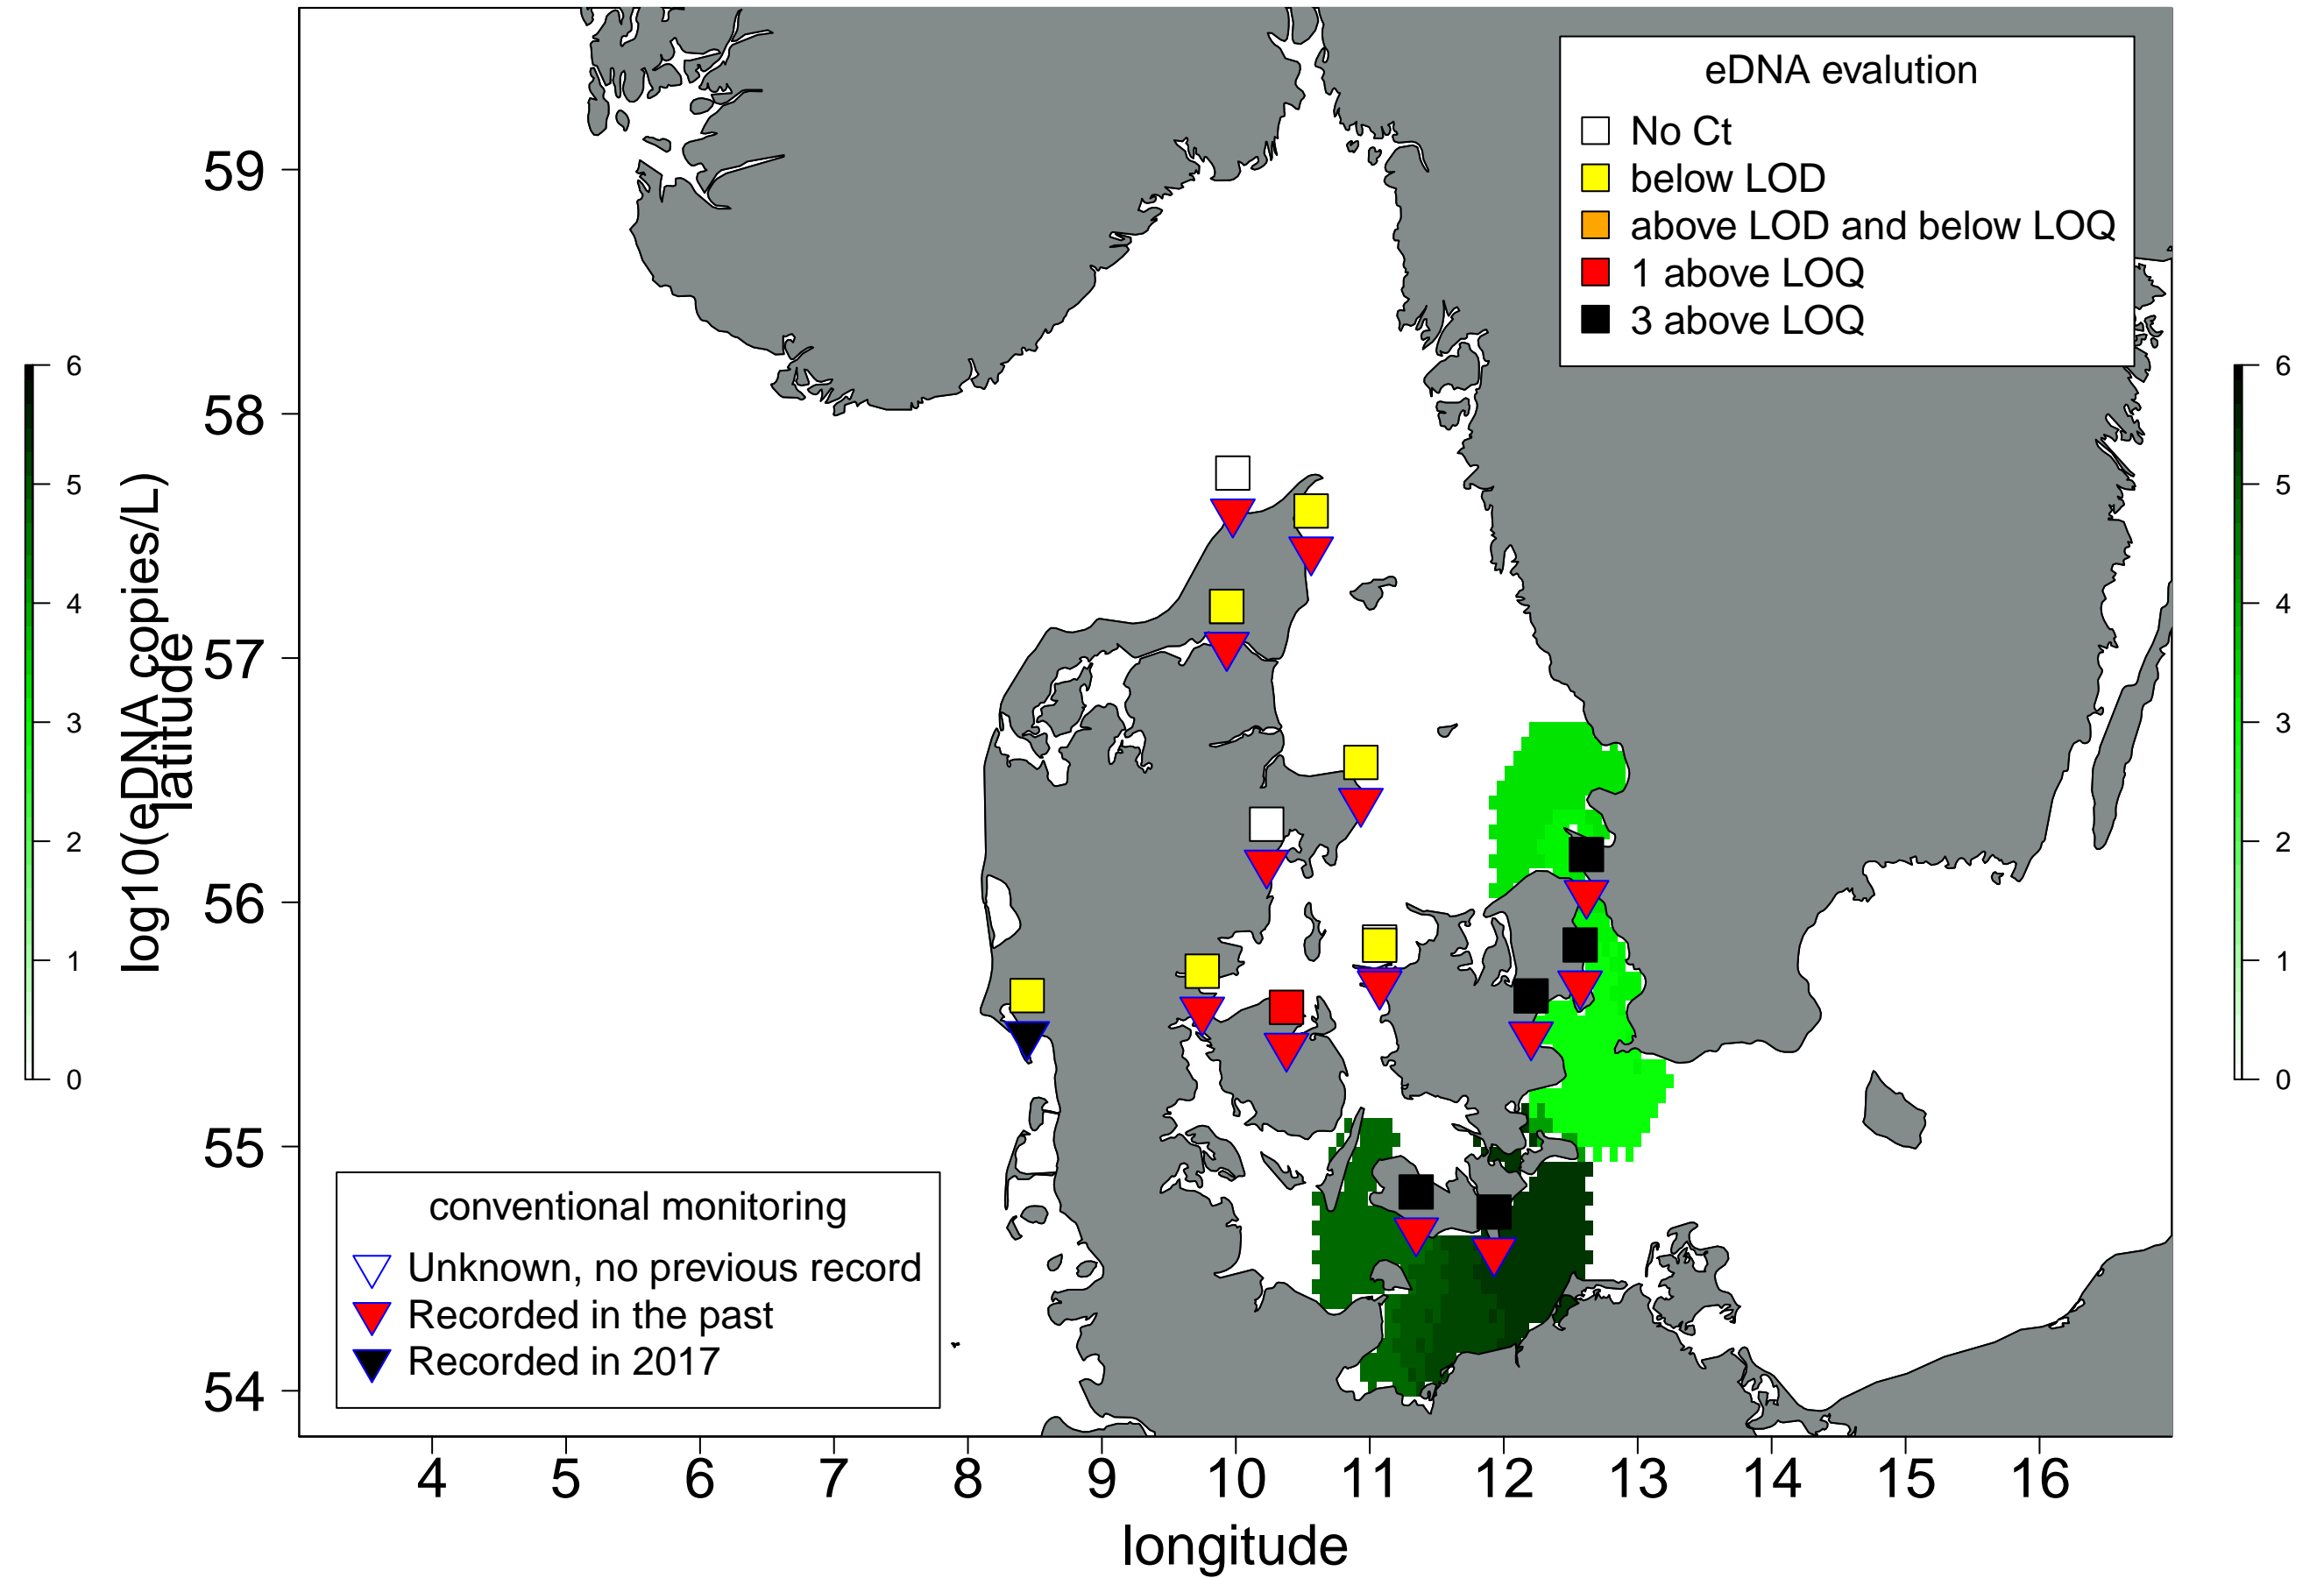 eDNA evalution
No Ct
below LOD
above LOD and below LOQ
1 above LOQ
3 above LOQ
59
58
57
56
55
54
latitude
log10(eDNA copies/L)
6
5
4
3
2
1
0
6
5
4
3
2
1
0
conventional monitoring
Unknown, no previous record
Recorded in the past
Recorded in 2017
4 5 6 7 8 9 10 11 12 13 14 15 16
longitude